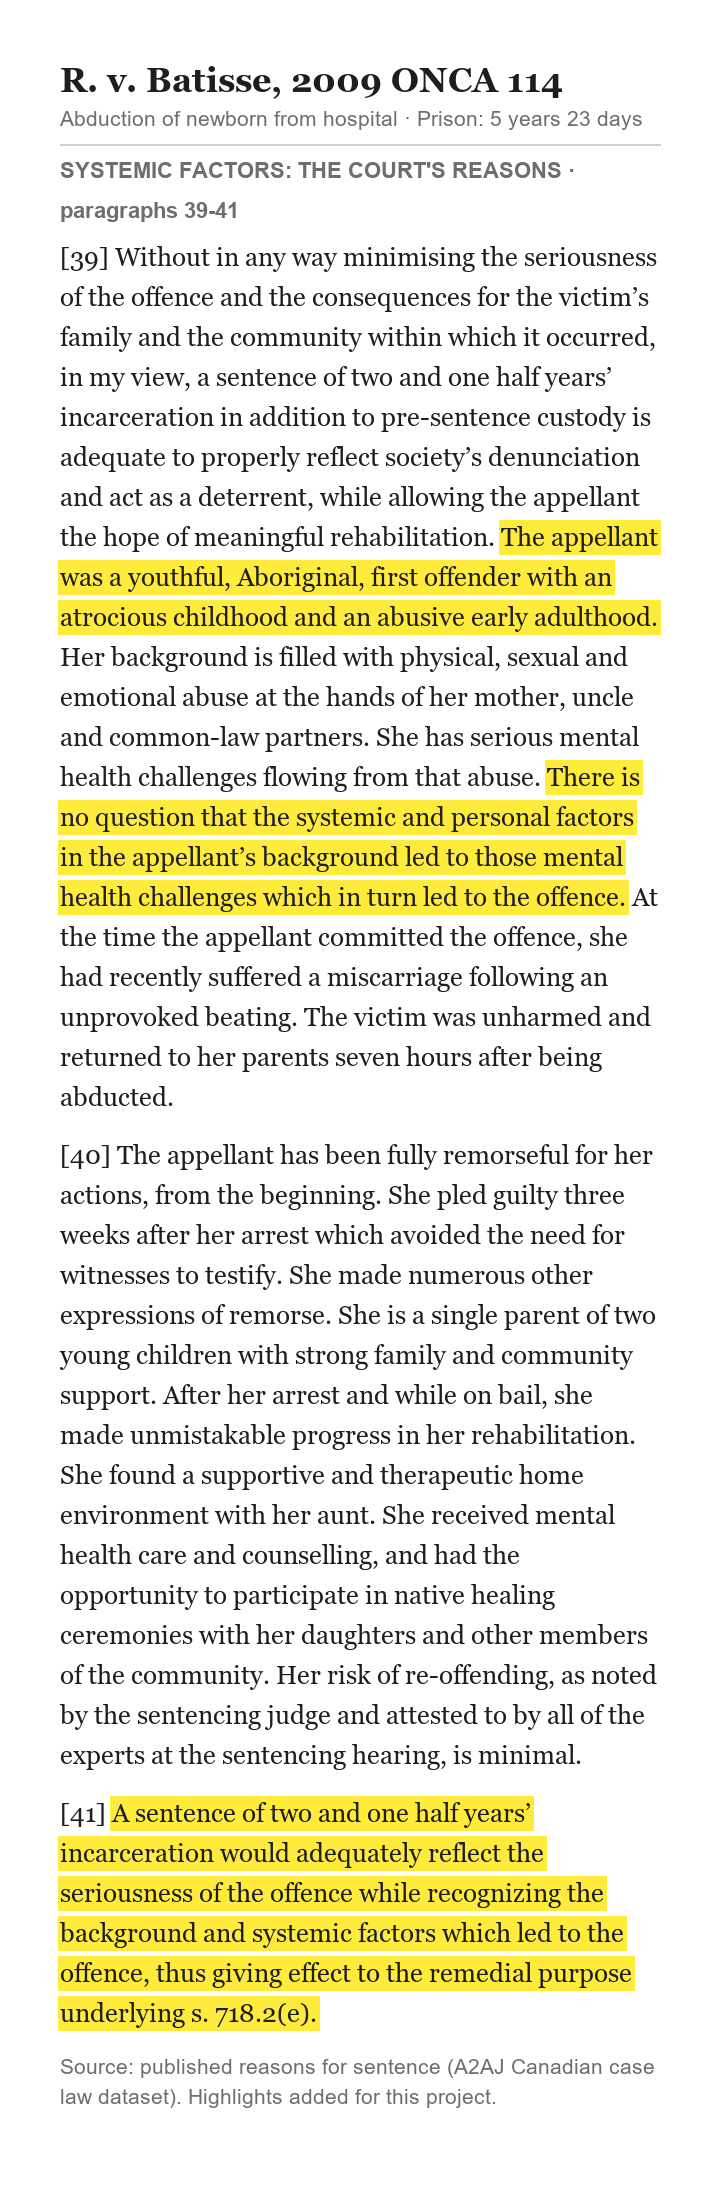 R. v. Batisse, 2009 ONCA 114
Abduction of newborn from hospital · Prison: 5 years 23 days
SYSTEMIC FACTORS: THE COURT'S REASONS ·
paragraphs 39-41
[39] Without in any way minimising the seriousness
of the offence and the consequences for the victim’s
family and the community within which it occurred,
in my view, a sentence of two and one half years’
incarceration in addition to pre-sentence custody is
adequate to properly reflect society’s denunciation
and act as a deterrent, while allowing the appellant
the hope of meaningful rehabilitation. The appellant
was a youthful, Aboriginal, first offender with an
atrocious childhood and an abusive early adulthood.
Her background is filled with physical, sexual and
emotional abuse at the hands of her mother, uncle
and common-law partners. She has serious mental
health challenges flowing from that abuse. There is
no question that the systemic and personal factors
in the appellant’s background led to those mental
health challenges which in turn led to the offence. At
the time the appellant committed the offence, she
had recently suffered a miscarriage following an
unprovoked beating. The victim was unharmed and
returned to her parents seven hours after being
abducted.
[40] The appellant has been fully remorseful for her
actions, from the beginning. She pled guilty three
weeks after her arrest which avoided the need for
witnesses to testify. She made numerous other
expressions of remorse. She is a single parent of two
young children with strong family and community
support. After her arrest and while on bail, she
made unmistakable progress in her rehabilitation.
She found a supportive and therapeutic home
environment with her aunt. She received mental
health care and counselling, and had the
opportunity to participate in native healing
ceremonies with her daughters and other members
of the community. Her risk of re-offending, as noted
by the sentencing judge and attested to by all of the
experts at the sentencing hearing, is minimal.
[41] A sentence of two and one half years’
incarceration would adequately reflect the
seriousness of the offence while recognizing the
background and systemic factors which led to the
offence, thus giving effect to the remedial purpose
underlying s. 718.2(e).
Source: published reasons for sentence (A2AJ Canadian case
law dataset). Highlights added for this project.